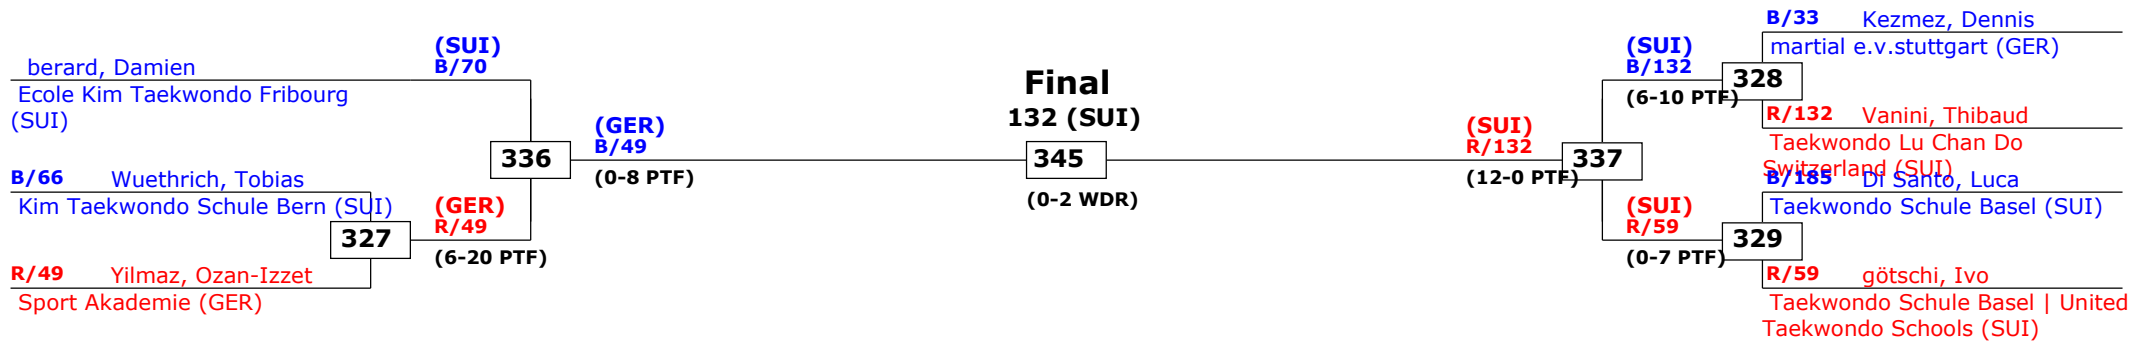 berard, Damien
Ecole Kim Taekwondo Fribourg
(SUI)
B/66 Wuethrich, Tobias
Kim Taekwondo Schule Bern (SUI)
327
R/49 Yilmaz, Ozan-Izzet
Sport Akademie (GER)
(SUI)
B/70
336
(GER)
R/49
(6-20 PTF)
(GER)
B/49
(0-8 PTF)
Final
132 (SUI)
345
(0-2 WDR)
(SUI)
R/132
(12-0 PTF)
337
(SUI)
B/132
(6-10 PTF)
328
(SUI)
R/59
(0-7 PTF)
329
B/33 Kezmez, Dennis
martial e.v.stuttgart (GER)
R/132 Vanini, Thibaud
Taekwondo Lu Chan Do
Switzerland (SUI)
B/185 Di Santo, Luca
Taekwondo Schule Basel (SUI)
R/59 götschi, Ivo
Taekwondo Schule Basel | United
Taekwondo Schools (SUI)